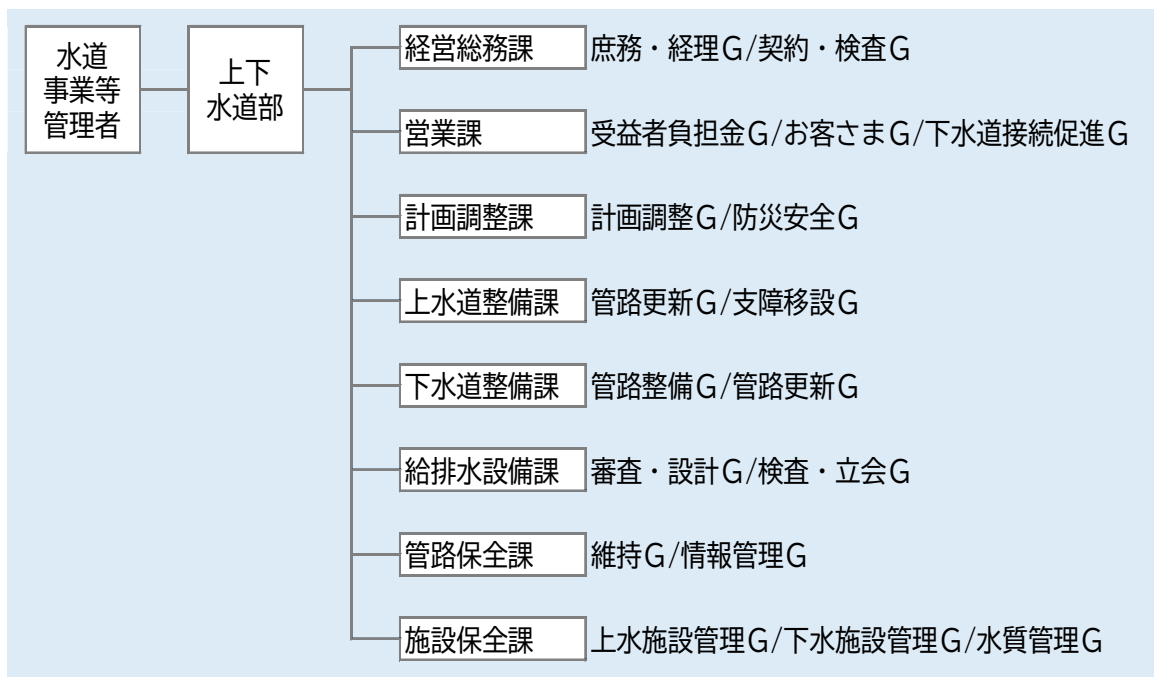 水道
事業等
管理者
上下
水道部
経営総務課 庶務・経理G/契約・検査G
営業課 受益者負担金G/お客さまG/下水道接続促進G
計画調整課 計画調整G/防災安全G
上水道整備課 管路更新G/支障移設G
下水道整備課 管路整備G/管路更新G
給排水設備課 審査・設計G/検査・立会G
管路保全課 維持G/情報管理G
施設保全課 上水施設管理G/下水施設管理G/水質管理G